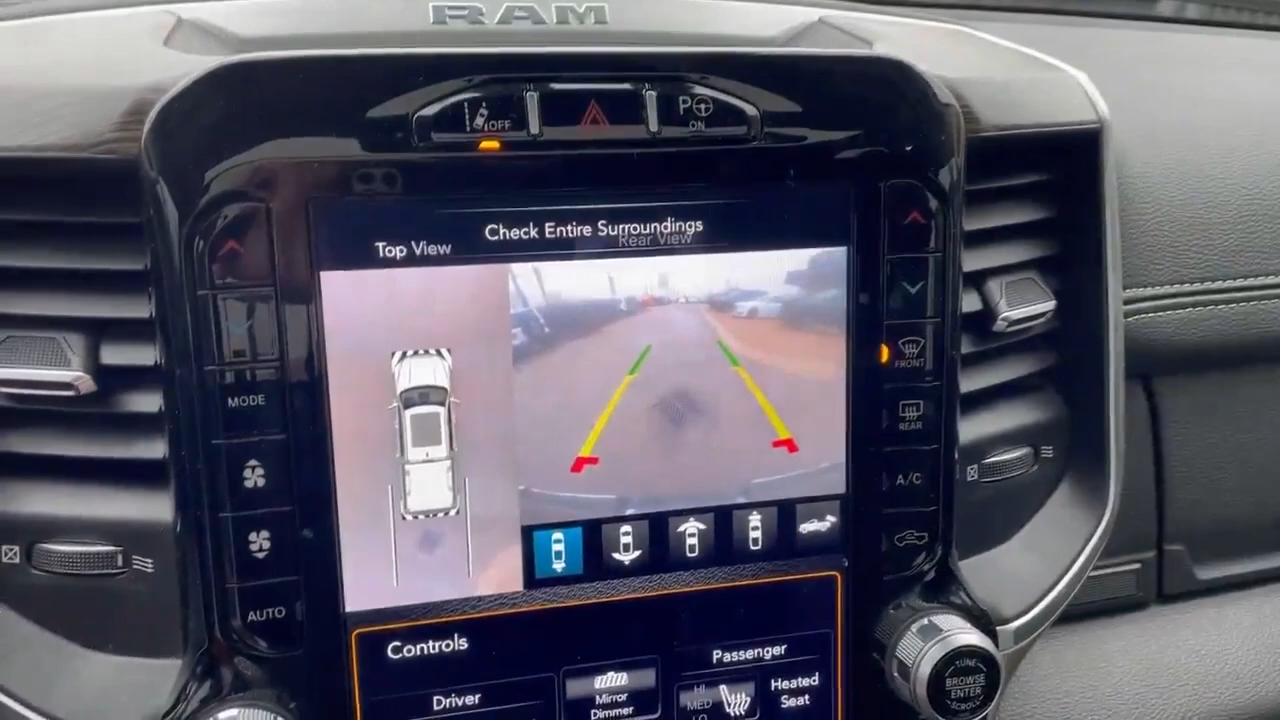 RAM
OFF
P
ON
Check Entire Surroundings
Top View
Rear View
MODE
FRONT
REAR
A/C
AUTO
Controls
Driver
Mirror
Dimmer
Passenger
HI
MED
LO
Heated
Seat
TUNE
BROWSE
ENTER
SCROLL